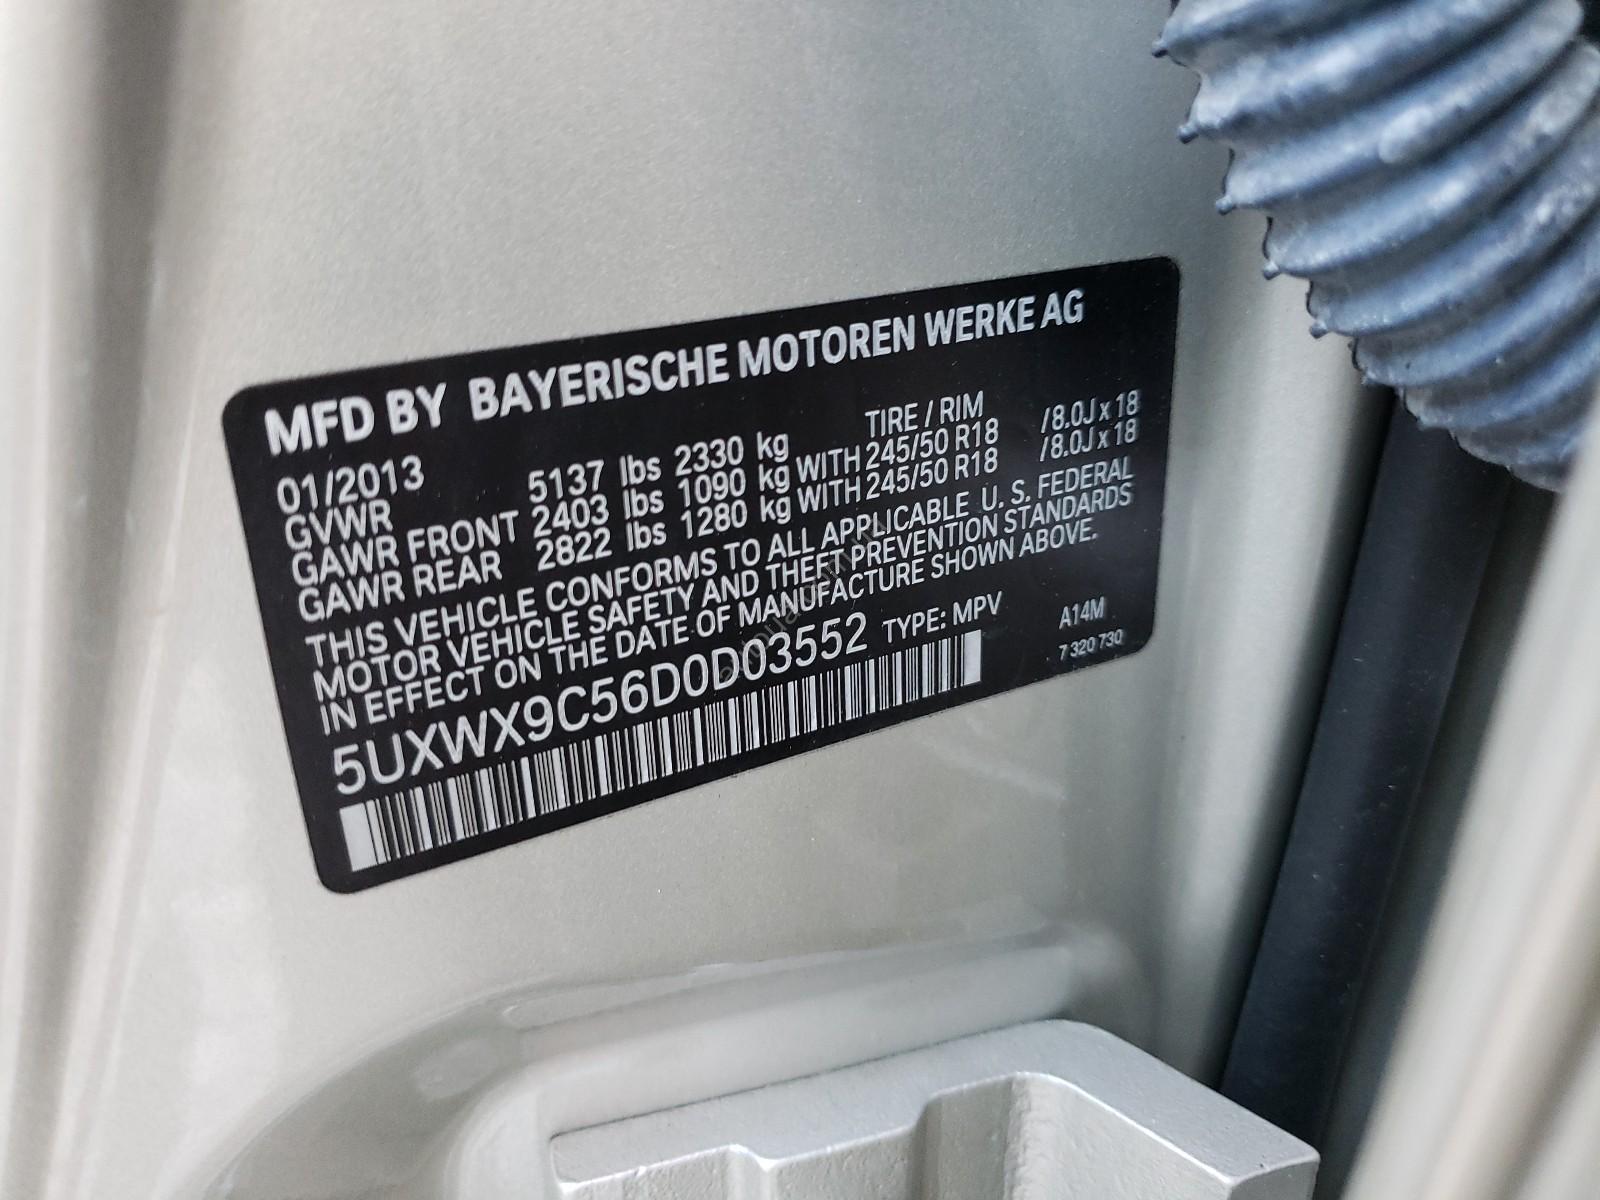 MFD BY BAYERISCHE MOTOREN WERKE AG
01/2013 TIRE / RIM
GVWR 5137 lbs 2330 kg
GAWR FRONT 2403 lbs 1090 kg WITH 245/50 R18 /8.0J x 18
GAWR REAR 2822 lbs 1280 kg WITH 245/50 R18 /8.0J x 18
THIS VEHICLE CONFORMS TO ALL APPLICABLE U. S. FEDERAL
MOTOR VEHICLE SAFETY AND THEFT PREVENTION STANDARDS
IN EFFECT ON THE DATE OF MANUFACTURE SHOWN ABOVE.
5UXWX9C56D0D03552 TYPE: MPV A14M
7 320 730